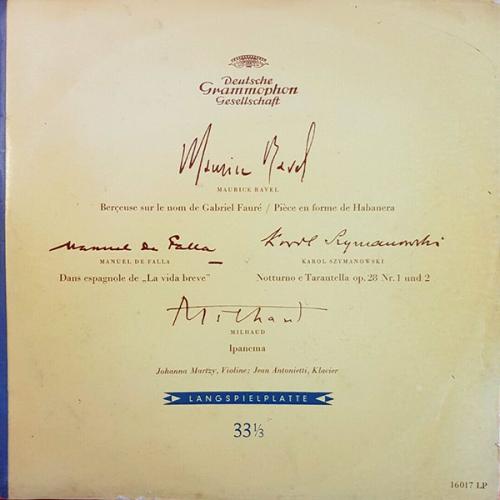 Deutsche
Grammophon
Gesellschaft
Maurice Ravel
MAURICE RAVEL
Berçeuse sur le nom de Gabriel Fauré / Pièce en forme de Habanera
Manuel de Falla
Karol Szymanowski
MANUEL DE FALLA
KAROL SZYMANOWSKI
Dans espagnole de „La vida breve"
Notturno e Tarantella op. 28 Nr. 1 und 2
Milhaud
MILHAUD
Ipanema
Johanna Martzy, Violine; Jean Antonietti, Klavier
LANGSPIELPLATTE
33 1/3
16017 LP